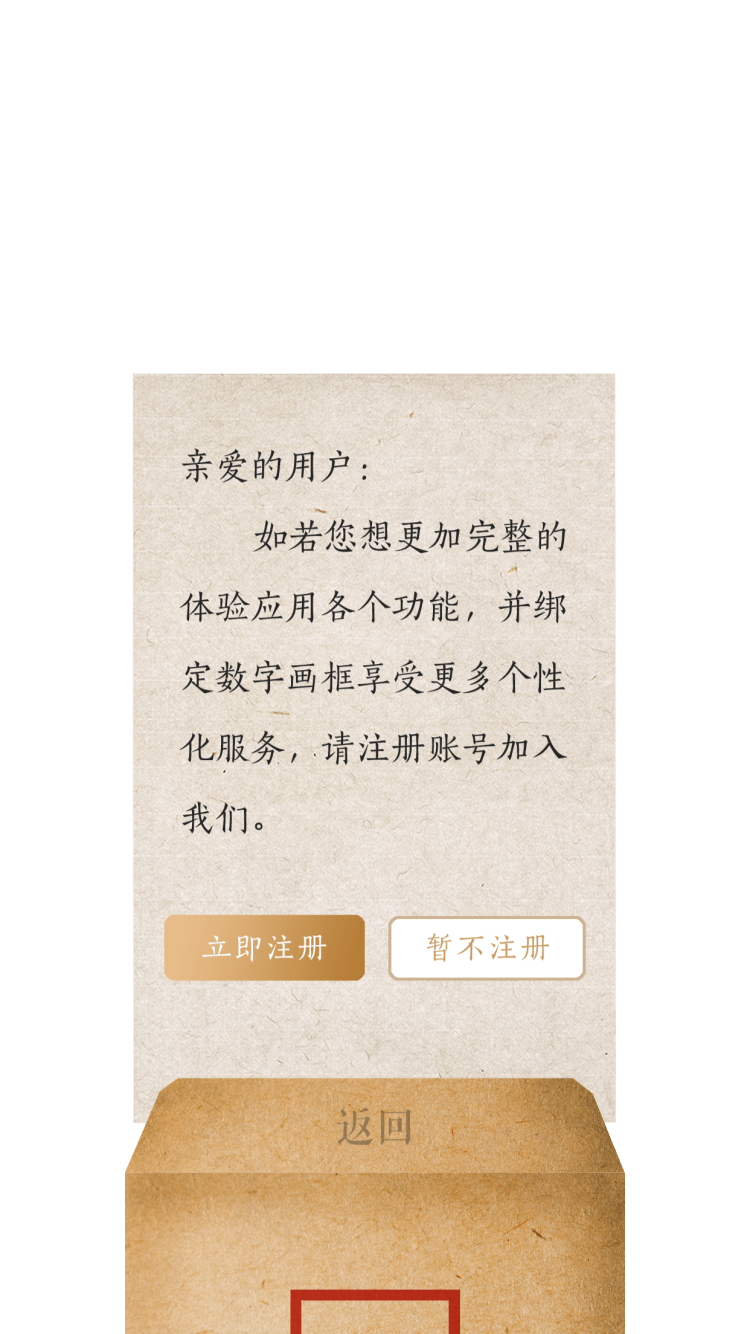 亲爱的用户：
如若您想更加完整的
体验应用各个功能，并绑
定数字画框享受更多个性
化服务，请注册账号加入
我们。
立即注册
暂不注册
返回